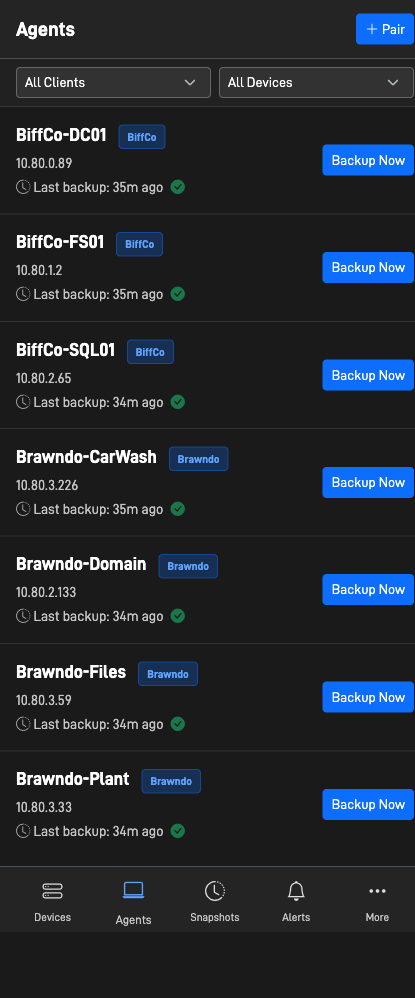 Agents
+ Pair
All Clients
All Devices
BiffCo-DC01 BiffCo
10.80.0.89
Backup Now
Last backup: 35m ago
BiffCo-FS01 BiffCo
10.80.1.2
Backup Now
Last backup: 35m ago
BiffCo-SQL01 BiffCo
10.80.2.65
Backup Now
Last backup: 34m ago
Brawndo-CarWash Brawndo
10.80.3.226
Backup Now
Last backup: 35m ago
Brawndo-Domain Brawndo
10.80.2.133
Backup Now
Last backup: 34m ago
Brawndo-Files Brawndo
10.80.3.59
Backup Now
Last backup: 34m ago
Brawndo-Plant Brawndo
10.80.3.33
Backup Now
Last backup: 34m ago
Devices Agents Snapshots Alerts More